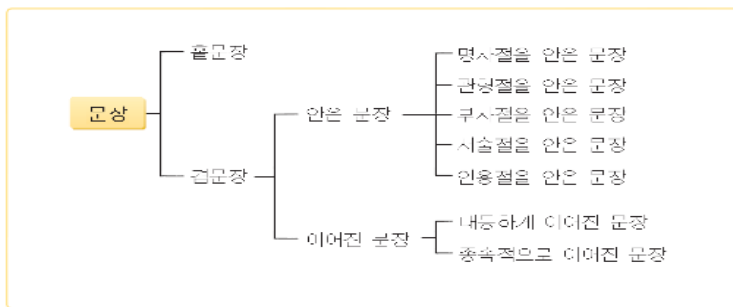 문장
홑문장
겹문장
안은 문장
이어진 문장
명사절을 안은 문장
관형절을 안은 문장
부사절을 안은 문장
서술절을 안은 문장
인용절을 안은 문장
대등하게 이어진 문장
종속적으로 이어진 문장